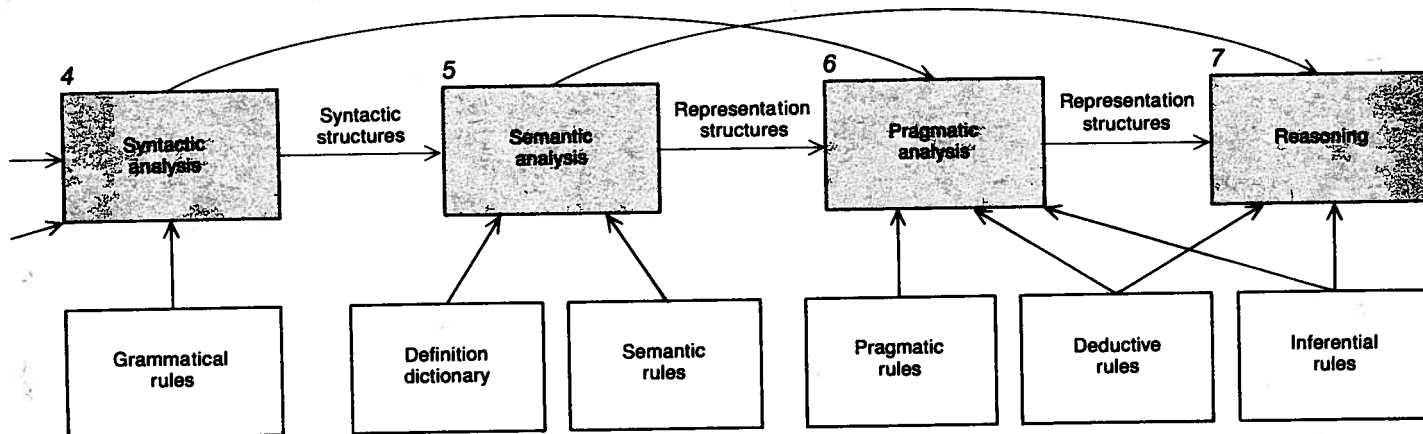 4
Syntactic
analysis
Syntactic
structures
5
Semantic
analysis
Representation
structures
6
Pragmatic
analysis
Representation
structures
7
Reasoning
Grammatical
rules
Definition
dictionary
Semantic
rules
Pragmatic
rules
Deductive
rules
Inferential
rules